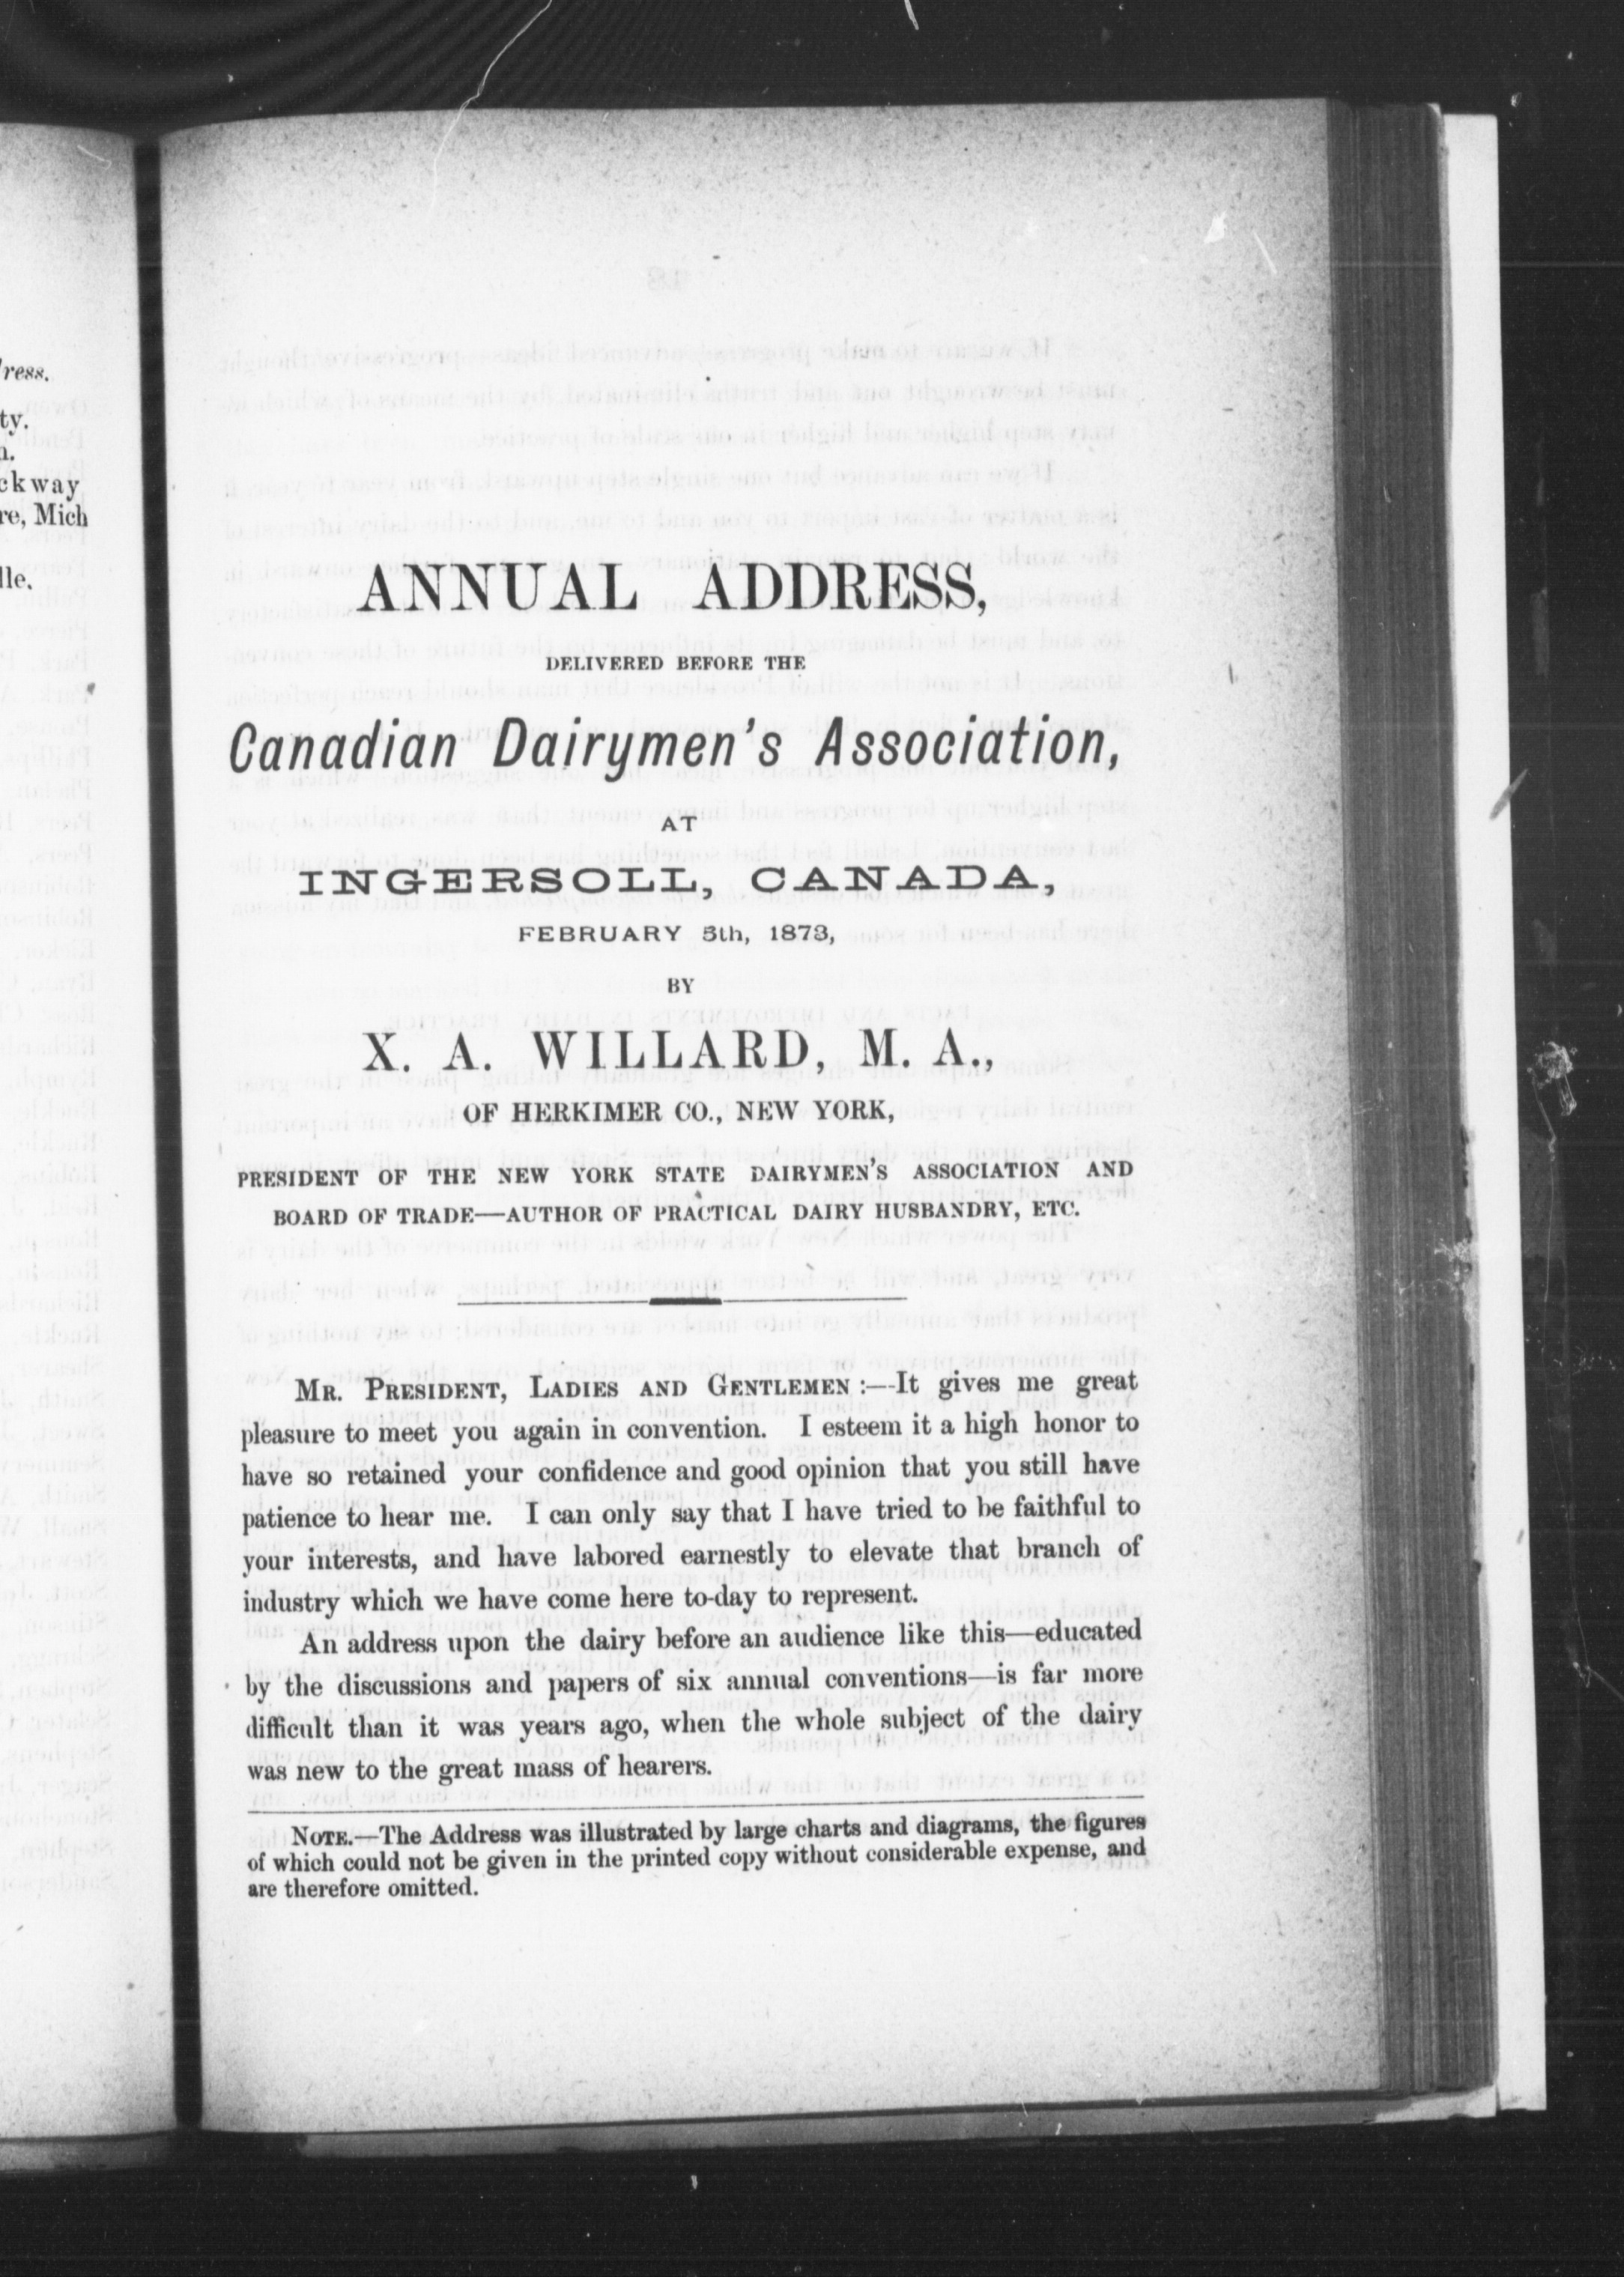 ress.
ty.
ckway
re, Mich
lle.
ANNUAL ADDRESS,
DELIVERED BEFORE THE
Canadian Dairymen's Association,
AT
INGERSOLL, CANADA,
FEBRUARY 5th, 1873,
BY
X. A. WILLARD, M. A.,
OF HERKIMER CO., NEW YORK,
PRESIDENT OF THE NEW YORK STATE DAIRYMEN'S ASSOCIATION AND
BOARD OF TRADE—AUTHOR OF PRACTICAL DAIRY HUSBANDRY, ETC.
MR. PRESIDENT, LADIES AND GENTLEMEN :—It gives me great
pleasure to meet you again in convention. I esteem it a high honor to
have so retained your confidence and good opinion that you still have
patience to hear me. I can only say that I have tried to be faithful to
your interests, and have labored earnestly to elevate that branch of
industry which we have come here to-day to represent.
An address upon the dairy before an audience like this—educated
by the discussions and papers of six annual conventions—is far more
difficult than it was years ago, when the whole subject of the dairy
was new to the great mass of hearers.
NOTE.—The Address was illustrated by large charts and diagrams, the figures
of which could not be given in the printed copy without considerable expense, and
are therefore omitted.